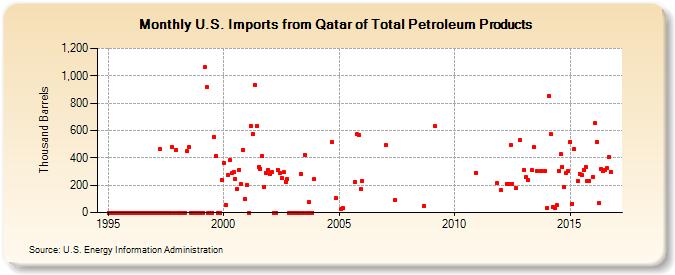 Monthly U.S. Imports from Qatar of Total Petroleum Products
Thousand Barrels
1,200
1,000
800
600
400
200
0
1995 2000 2005 2010 2015
Source: U.S. Energy Information Administration